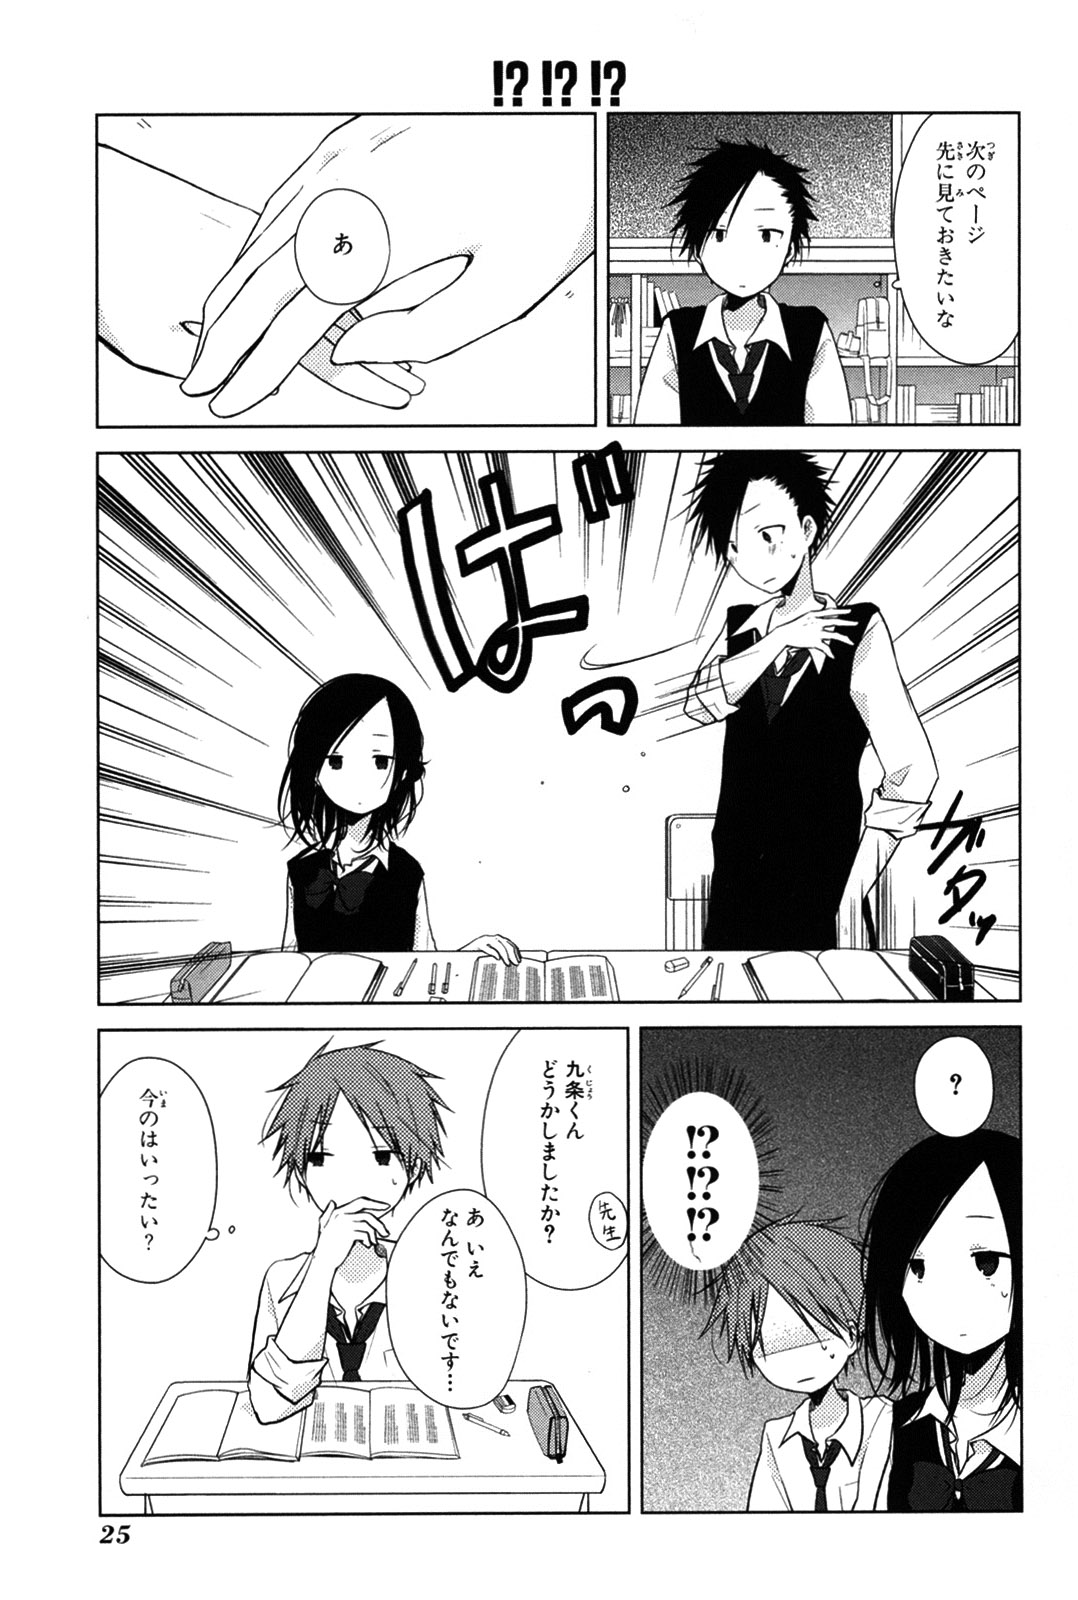 !?!?!?
次のページ
先に見ておきたいな
あ
ばっ
ガタッ
?
!?!?!?
九条くん
どうかしましたか?
先生
あ いえ
なんでもないです…
今のはいったい?
25